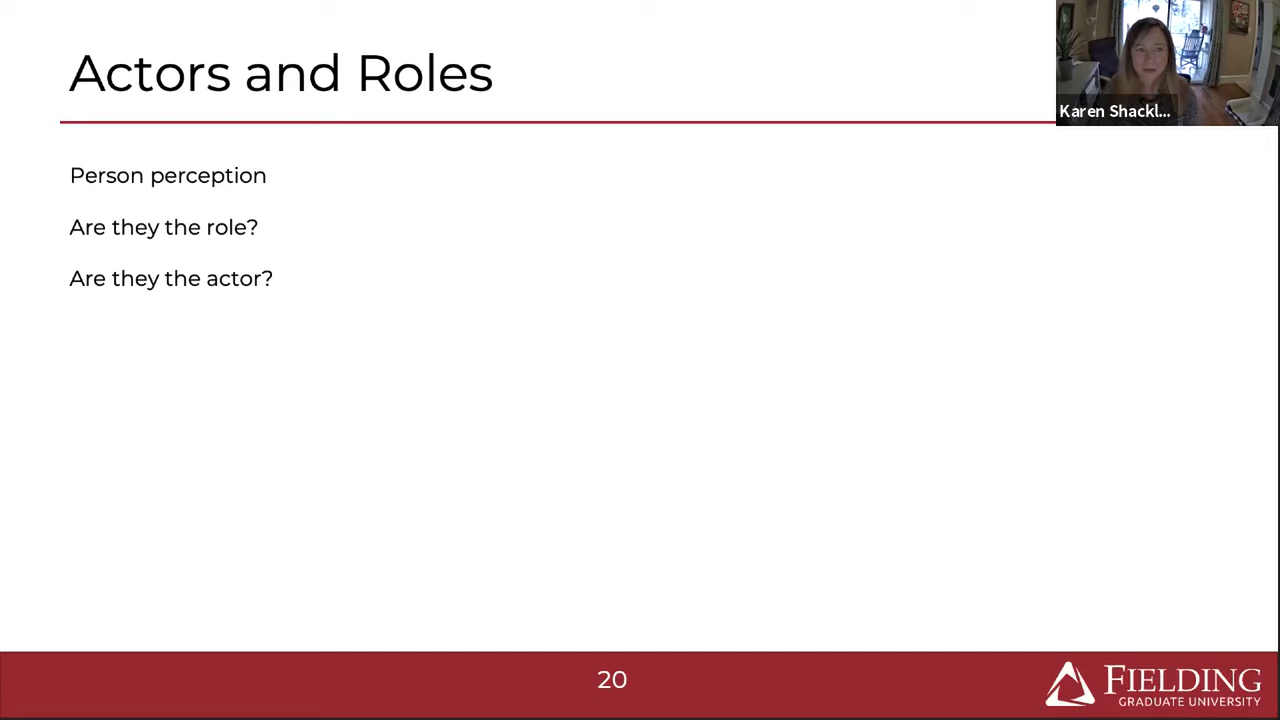 Actors and Roles
Karen Shackl...
Person perception
Are they the role?
Are they the actor?
20
FIELDING
GRADUATE UNIVERSITY